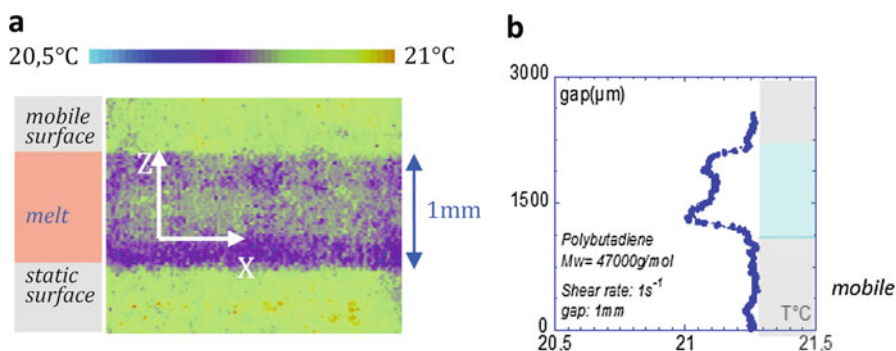 a
20,5°C
21°C
mobile
surface
melt
static
surface
Z
X
1mm
b
3000
gap(µm)
1500
Polybutadiene
Mw= 47000g/mol
Shear rate: 1s⁻¹
gap: 1mm
T°C
mobile
0
20.5
21
21.5